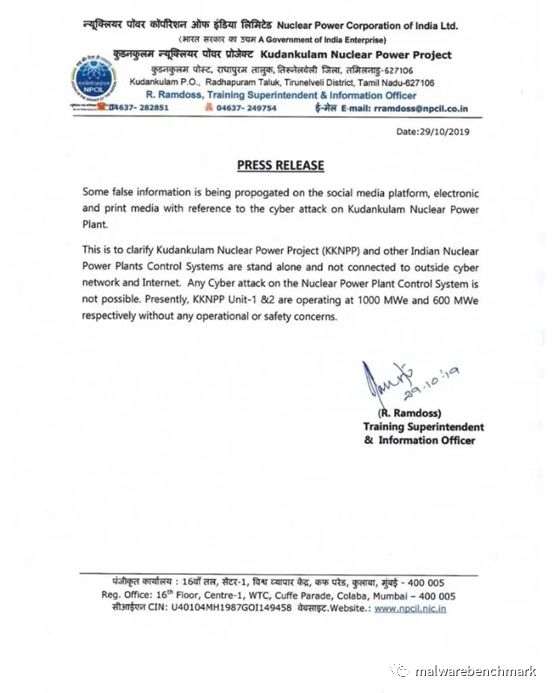 न्यूक्लियर पॉवर कॉर्पोरेशन ऑफ इंडिया लिमिटेड Nuclear Power Corporation of India Ltd.
(भारत सरकार का उद्यम A Government of India Enterprise)
कुडनकुलम न्यूक्लियर पॉवर प्रोजेक्ट Kudankulam Nuclear Power Project
कुडनकुलम पोस्ट, राधापुरम तालुक, तिरुनेलवेली जिला, तमिलनाडु-627106
Kudankulam P.O., Radhapuram Taluk, Tirunelveli District, Tamil Nadu-627106
NPCIL
R. Ramdoss, Training Superintendent & Information Officer
04637- 282851 04637- 249754 ई-मेल E-mail: rramdoss@npcil.co.in
Date:29/10/2019
PRESS RELEASE
Some false information is being propogated on the social media platform, electronic
and print media with reference to the cyber attack on Kudankulam Nuclear Power
Plant.
This is to clarify Kudankulam Nuclear Power Project (KKNPP) and other Indian Nuclear
Power Plants Control Systems are stand alone and not connected to outside cyber
network and Internet. Any Cyber attack on the Nuclear Power Plant Control System is
not possible. Presently, KKNPP Unit-1 &2 are operating at 1000 MWe and 600 MWe
respectively without any operational or safety concerns.
29-10-19
(R. Ramdoss)
Training Superintendent
& Information Officer
पंजीकृत कार्यालय : 16वाँ तल, सेंटर-1, विश्व व्यापार केंद्र, कफ परेड, कुलाबा, मुंबई - 400 005
Reg. Office: 16th Floor, Centre-1, WTC, Cuffe Parade, Colaba, Mumbai – 400 005
सीआईएन CIN: U40104MH1987GOI149458 वेबसाइट.Website.: www.npcil.nic.in
malwarebenchmark